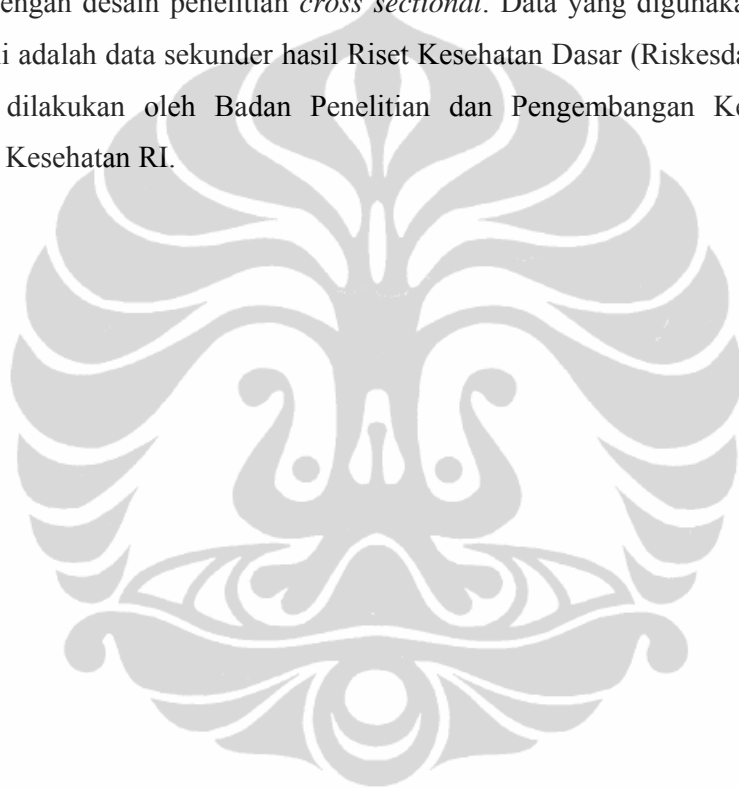 engan desain penelitian cross sectional. Data yang digunaka
i adalah data sekunder hasil Riset Kesehatan Dasar (Riskesda
dilakukan oleh Badan Penelitian dan Pengembangan Ke
Kesehatan RI.